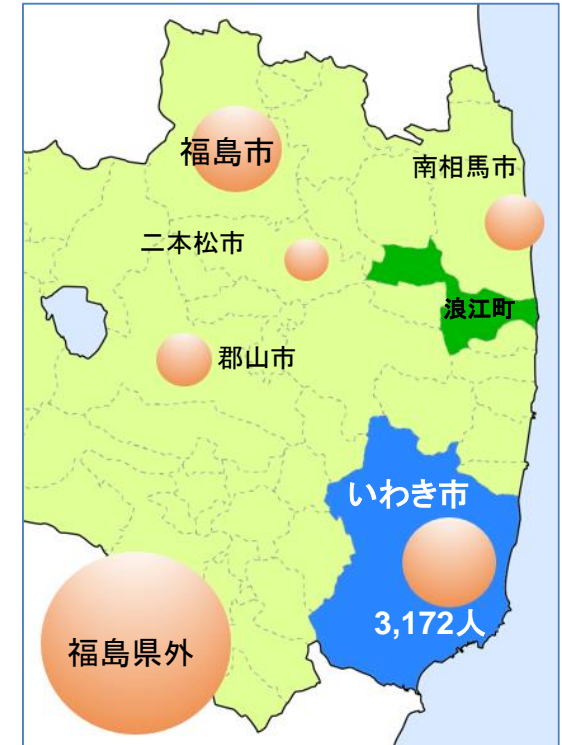 福島市
南相馬市
二本松市
浪江町
郡山市
いわき市
3,172人
福島県外